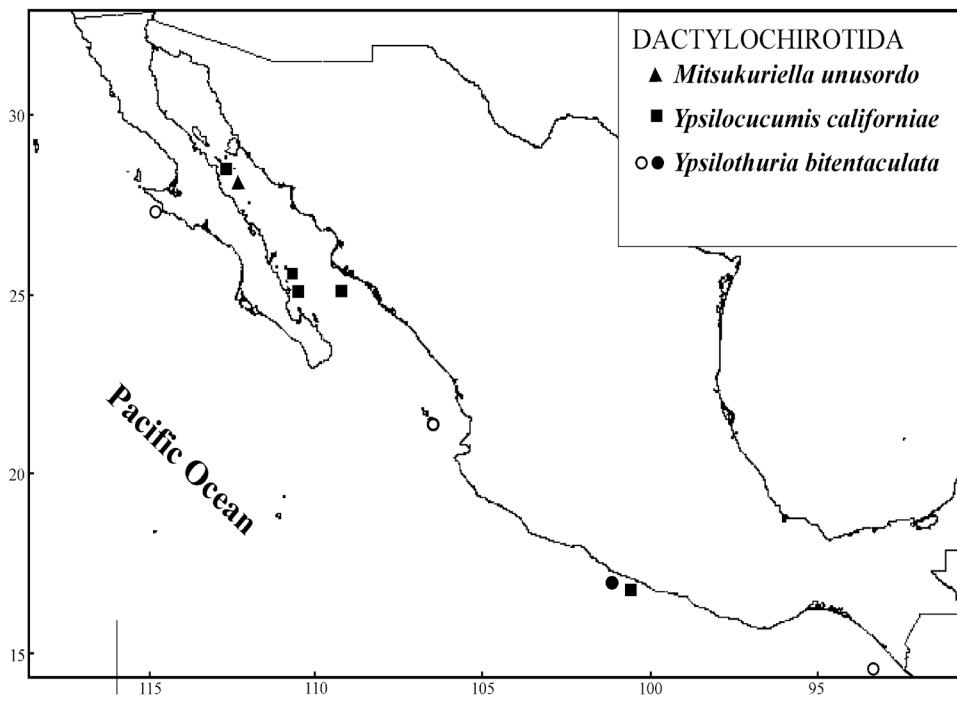 DACTYLOCHIROTIDA
Mitsukuriella unusordo
Ypsilocucumis californiae
Ypsilothuria bitentaculata
30
25
Pacific Ocean
20
15
115 110 105 100 95